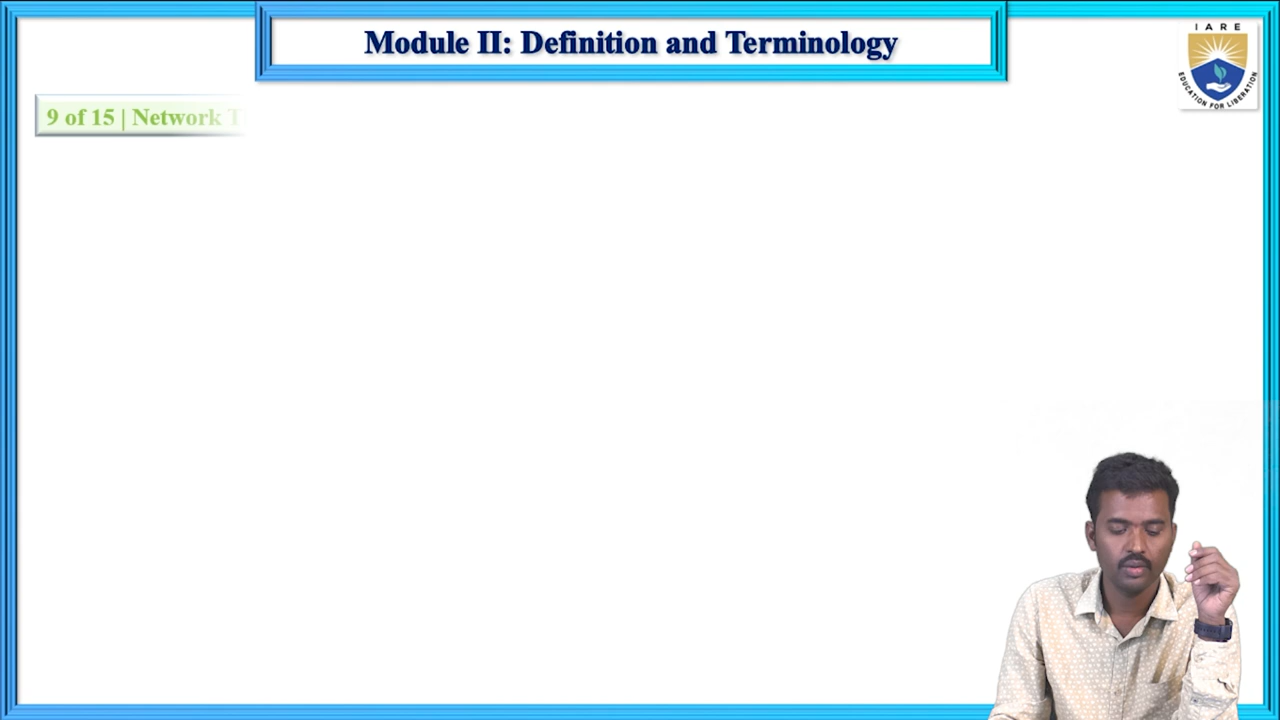 Module II: Definition and Terminology
I A R E
EDUCATION FOR LIBERATION
9 of 15 | Network T